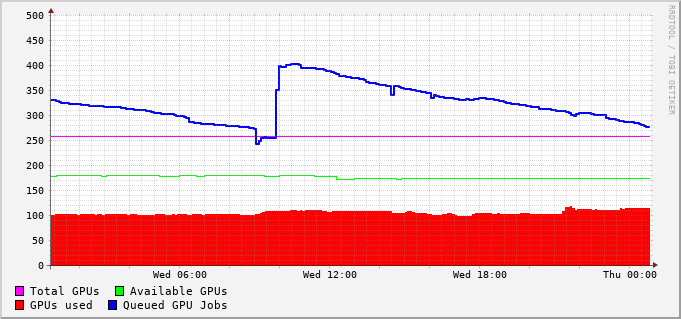 500
450
400
350
300
250
200
150
100
50
0
Wed 06:00 Wed 12:00 Wed 18:00 Thu 00:00
Total GPUs Available GPUs
GPUs used Queued GPU Jobs
RRDTOOL / TOBI OETIKER